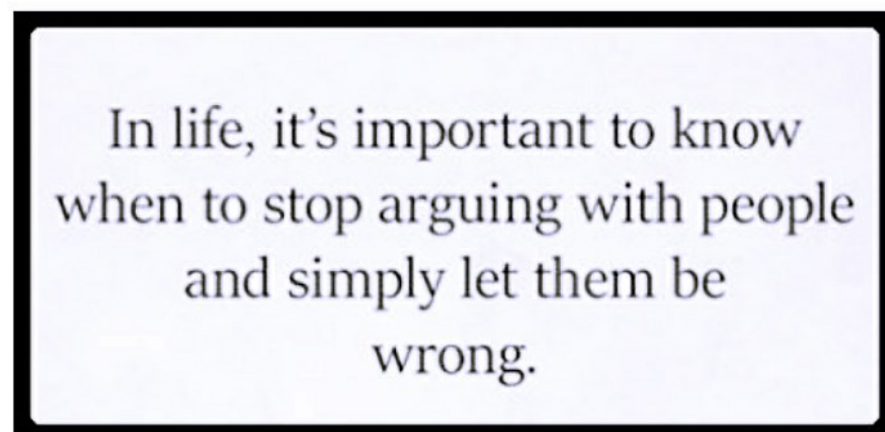 In life, it’s important to know
when to stop arguing with people
and simply let them be
wrong.